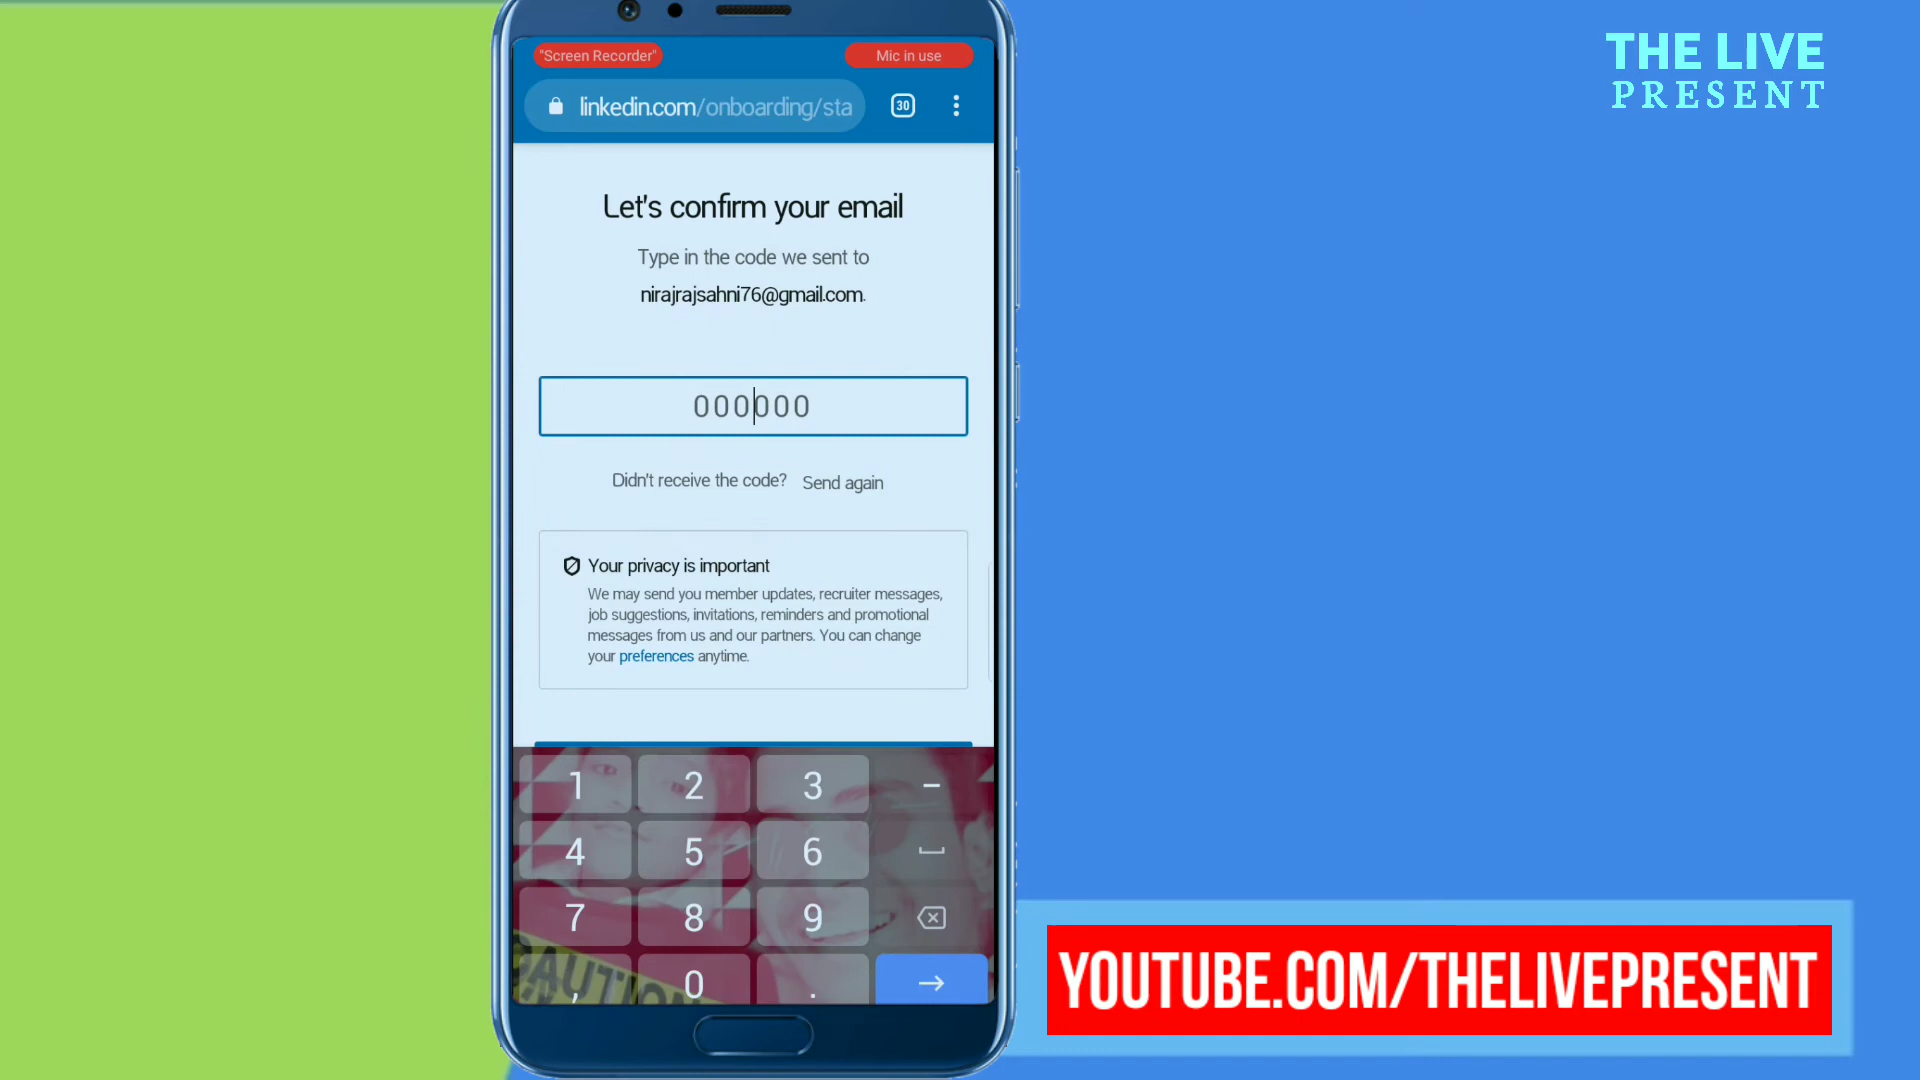 THE LIVE
PRESENT
"Screen Recorder"
Mic in use
linkedin.com/onboarding/sta
30
Let's confirm your email
Type in the code we sent to
nirajrajsahni76@gmail.com.
000000
Didn't receive the code? Send again
Your privacy is important
We may send you member updates, recruiter messages,
job suggestions, invitations, reminders and promotional
messages from us and our partners. You can change
your preferences anytime.
1 2 3 -
4 5 6
7 8 9
, 0 .
CAUTION
YOUTUBE.COM/THELIVEPRESENT